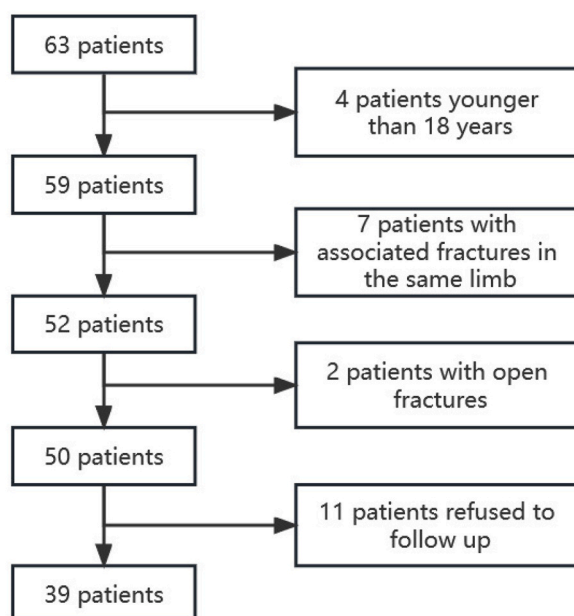 63 patients
4 patients younger
than 18 years
59 patients
7 patients with
associated fractures in
the same limb
52 patients
2 patients with open
fractures
50 patients
11 patients refused to
follow up
39 patients